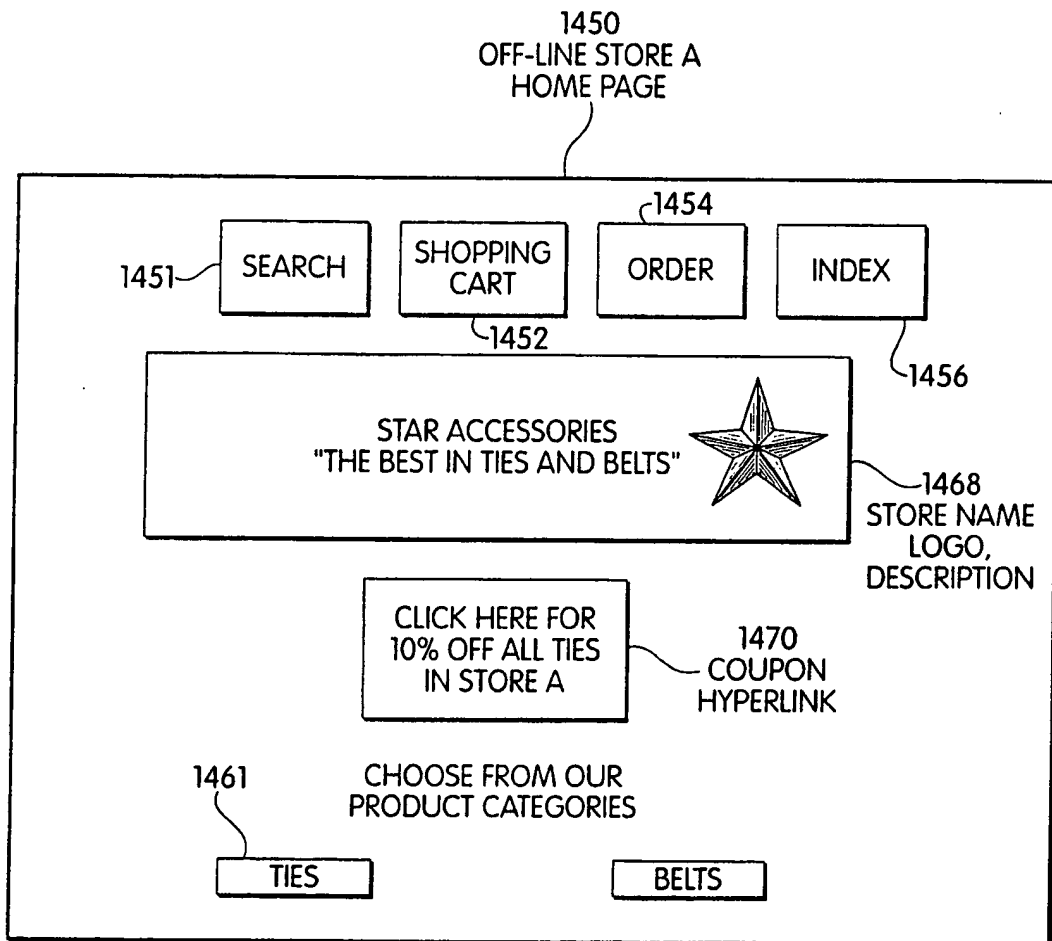 1450
OFF-LINE STORE A
HOME PAGE
1454
1451
SEARCH
SHOPPING
CART
ORDER
INDEX
1452
1456
STAR ACCESSORIES
"THE BEST IN TIES AND BELTS"
1468
STORE NAME
LOGO,
DESCRIPTION
CLICK HERE FOR
10% OFF ALL TIES
IN STORE A
1470
COUPON
HYPERLINK
1461
CHOOSE FROM OUR
PRODUCT CATEGORIES
TIES
BELTS